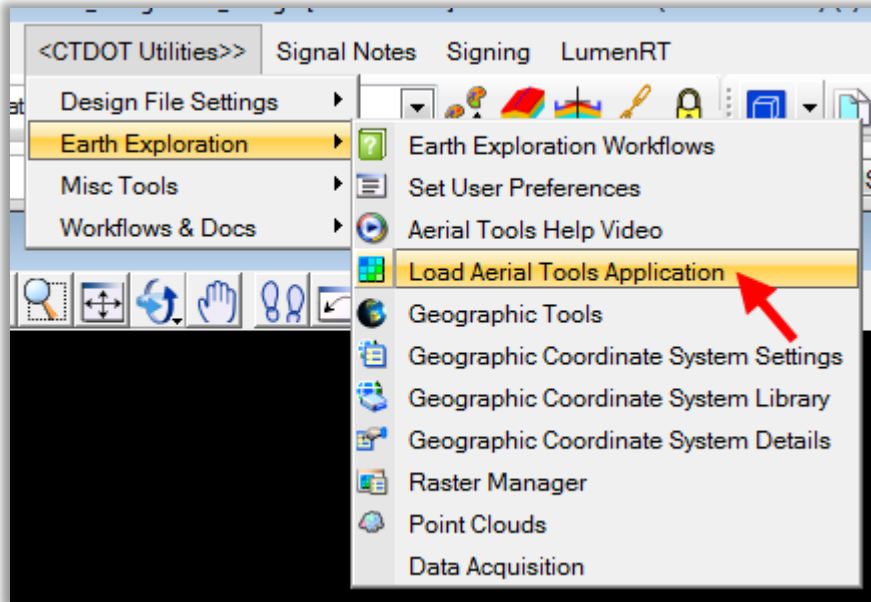 <CTDOT Utilities>> Signal Notes Signing LumenRT
Design File Settings
Earth Exploration
Misc Tools
Workflows & Docs
Earth Exploration Workflows
Set User Preferences
Aerial Tools Help Video
Load Aerial Tools Application
Geographic Tools
Geographic Coordinate System Settings
Geographic Coordinate System Library
Geographic Coordinate System Details
Raster Manager
Point Clouds
Data Acquisition